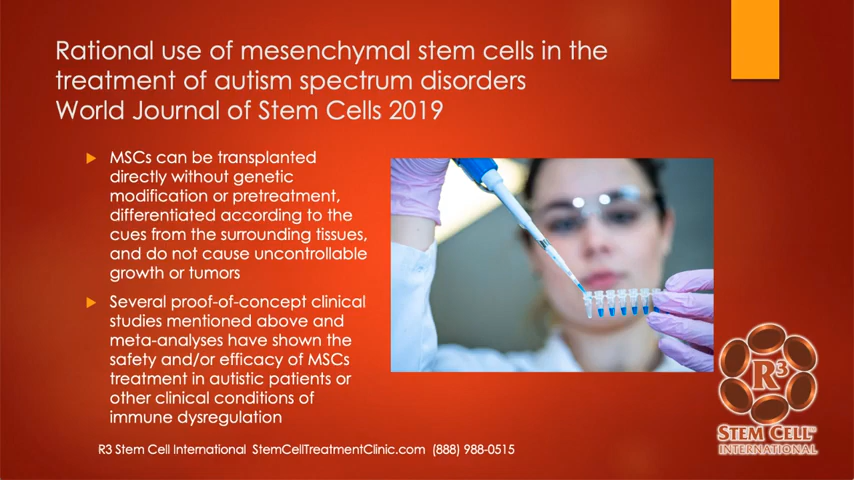 Rational use of mesenchymal stem cells in the
treatment of autism spectrum disorders
World Journal of Stem Cells 2019
MSCs can be transplanted
directly without genetic
modification or pretreatment,
differentiated according to the
cues from the surrounding tissues,
and do not cause uncontrollable
growth or tumors
Several proof-of-concept clinical
studies mentioned above and
meta-analyses have shown the
safety and/or efficacy of MSCs
treatment in autistic patients or
other clinical conditions of
immune dysregulation
R3 Stem Cell International StemCellTreatmentClinic.com (888) 988-0515
R3
STEM CELL
INTERNATIONAL